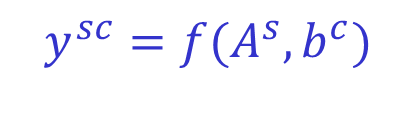 y^{sc} = f(A^s, b^c)